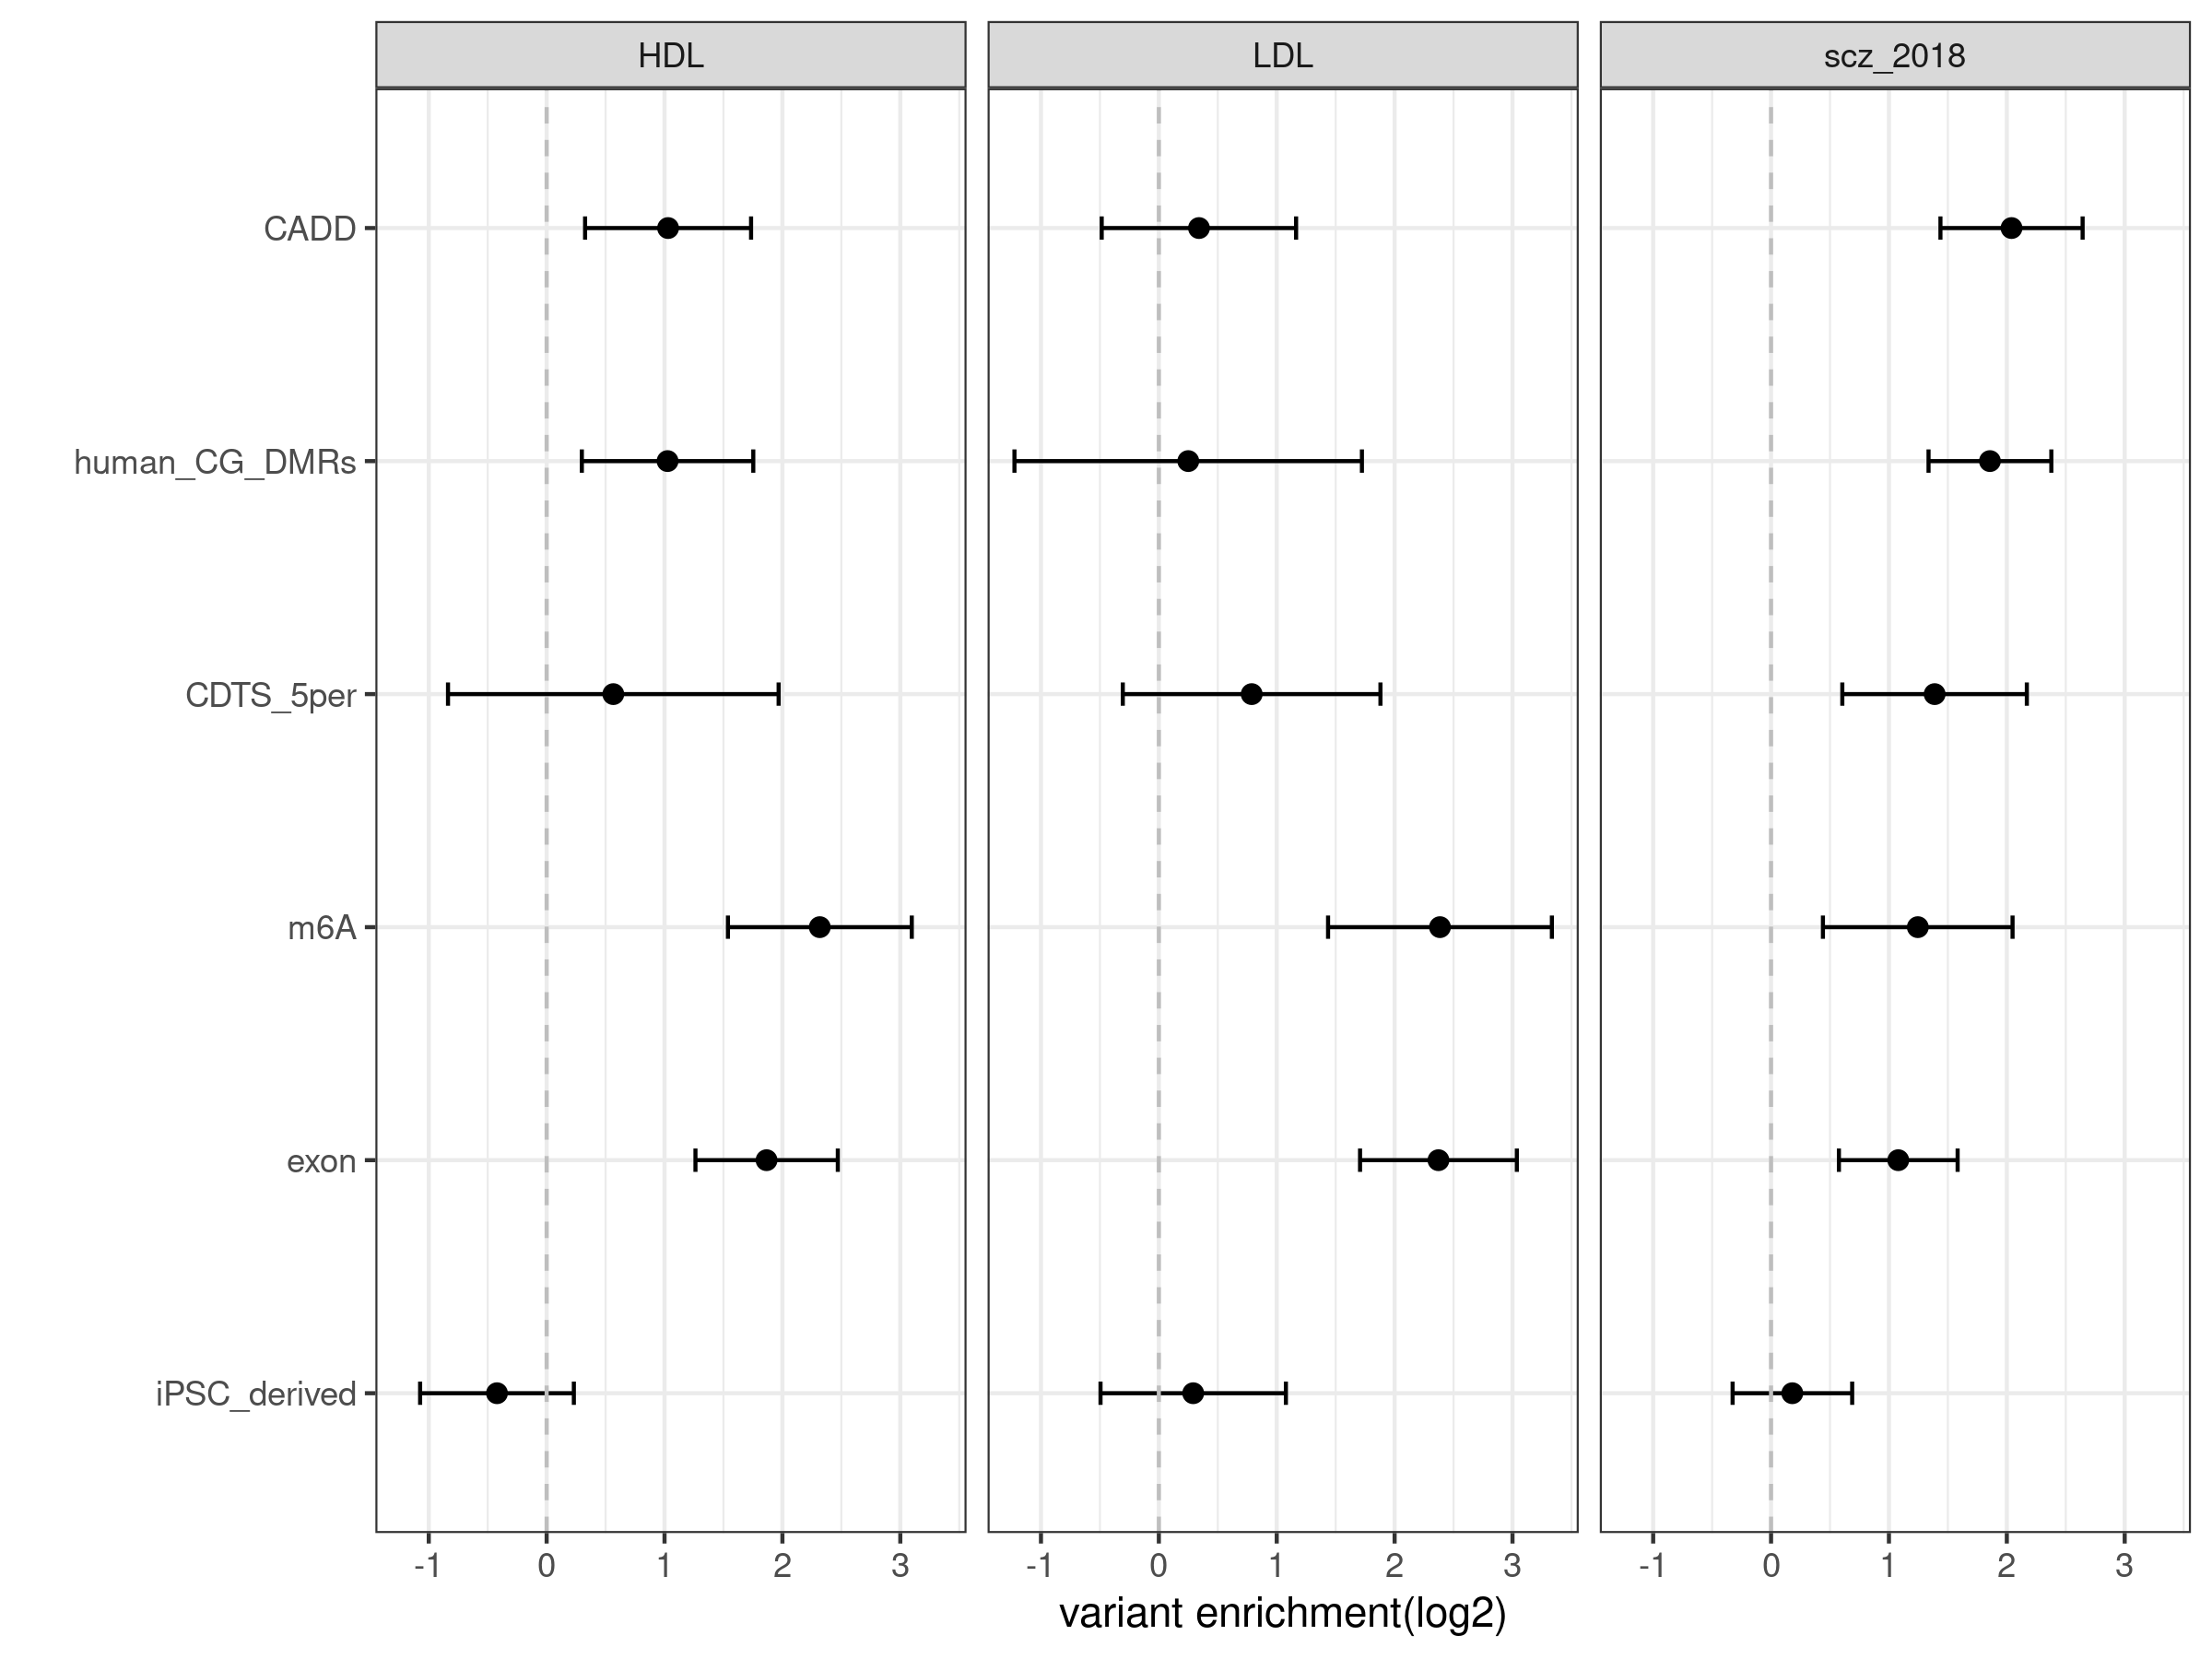 HDL LDL scz_2018
CADD
human_CG_DMRs
CDTS_5per
m6A
exon
iPSC_derived
-1 0 1 2 3 -1 0 1 2 3 -1 0 1 2 3
variant enrichment(log2)